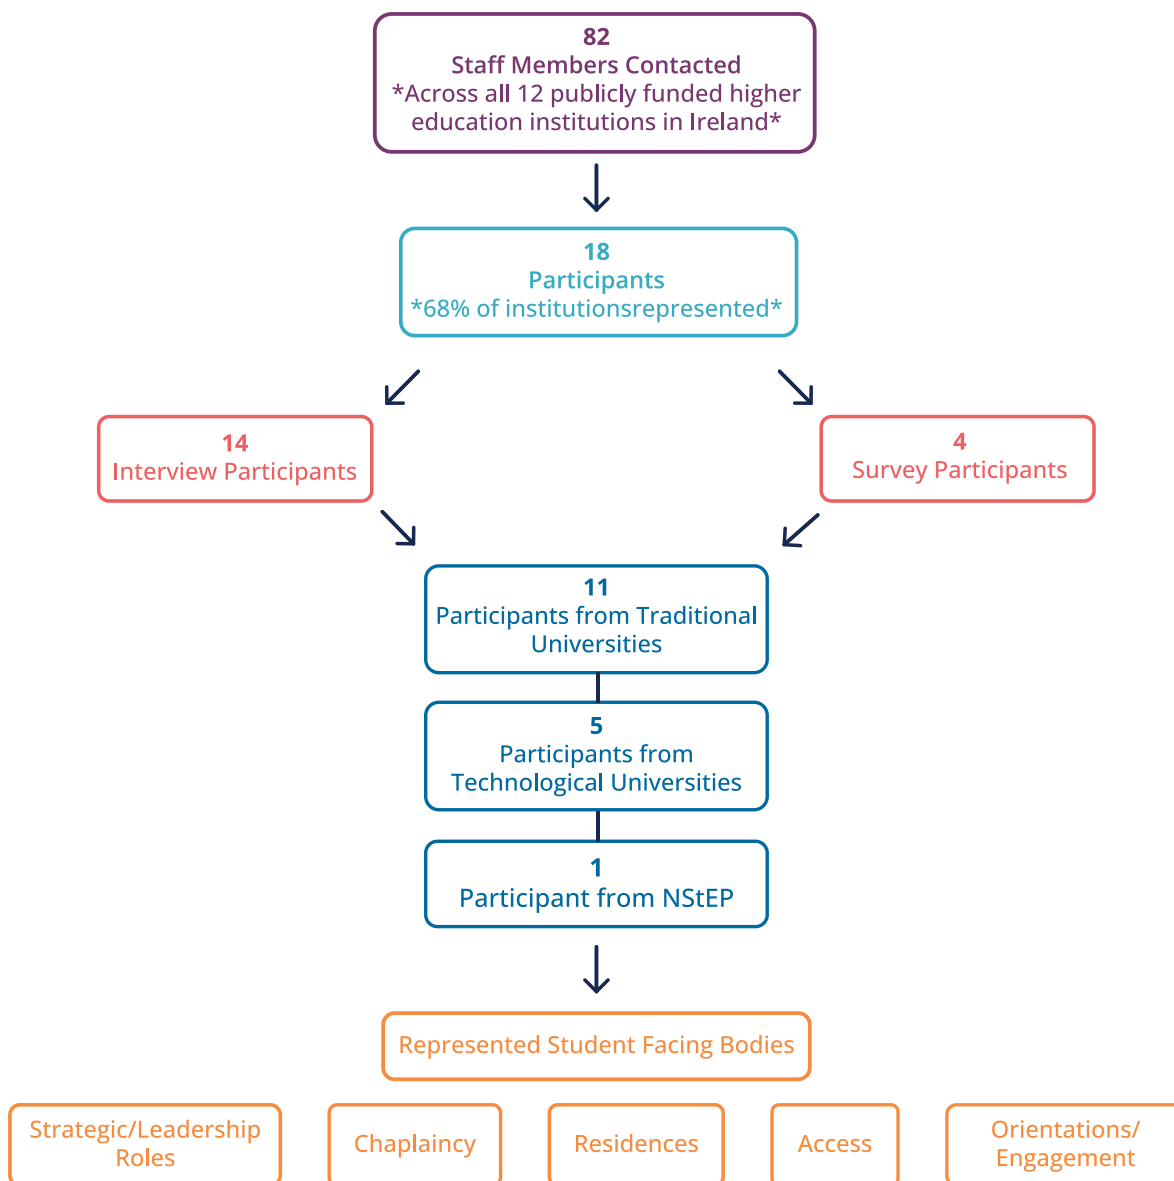 82
Staff Members Contacted
*Across all 12 publicly funded higher
education institutions in Ireland*
18
Participants
*68% of institutionsrepresented*
14
Interview Participants
4
Survey Participants
11
Participants from Traditional
Universities
5
Participants from
Technological Universities
1
Participant from NStEP
Represented Student Facing Bodies
Strategic/Leadership
Roles
Chaplaincy
Residences
Access
Orientations/
Engagement